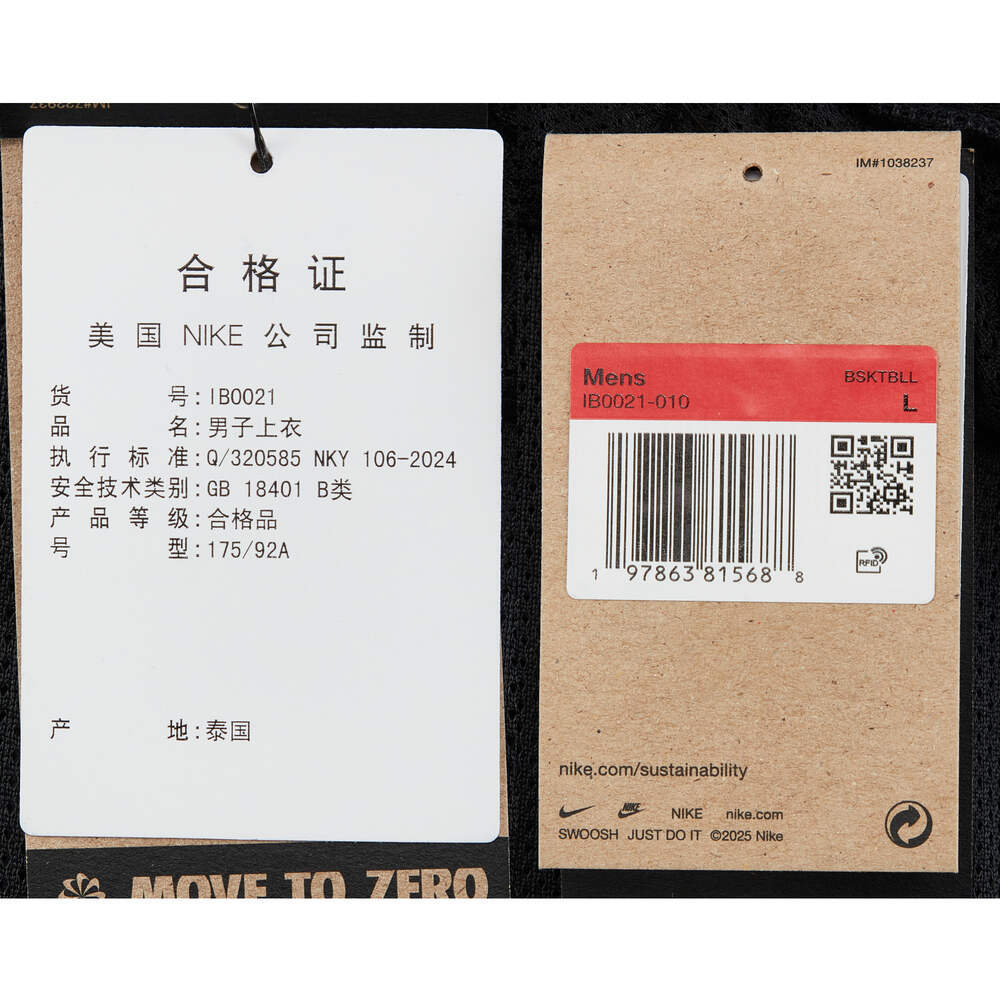 合格证
美国 NIKE 公司监制
货号:IB0021
品名:男子上衣
执行标准:Q/320585 NKY 106-2024
安全技术类别:GB 18401 B类
产品等级:合格品
号型:175/92A
产地:泰国
MOVE TO ZERO
IM#1038237
Mens
BSKTBLL
IB0021-010
L
1 97863 81568 8
RFID
nike.com/sustainability
NIKE
NIKE nike.com
SWOOSH JUST DO IT ©2025 Nike